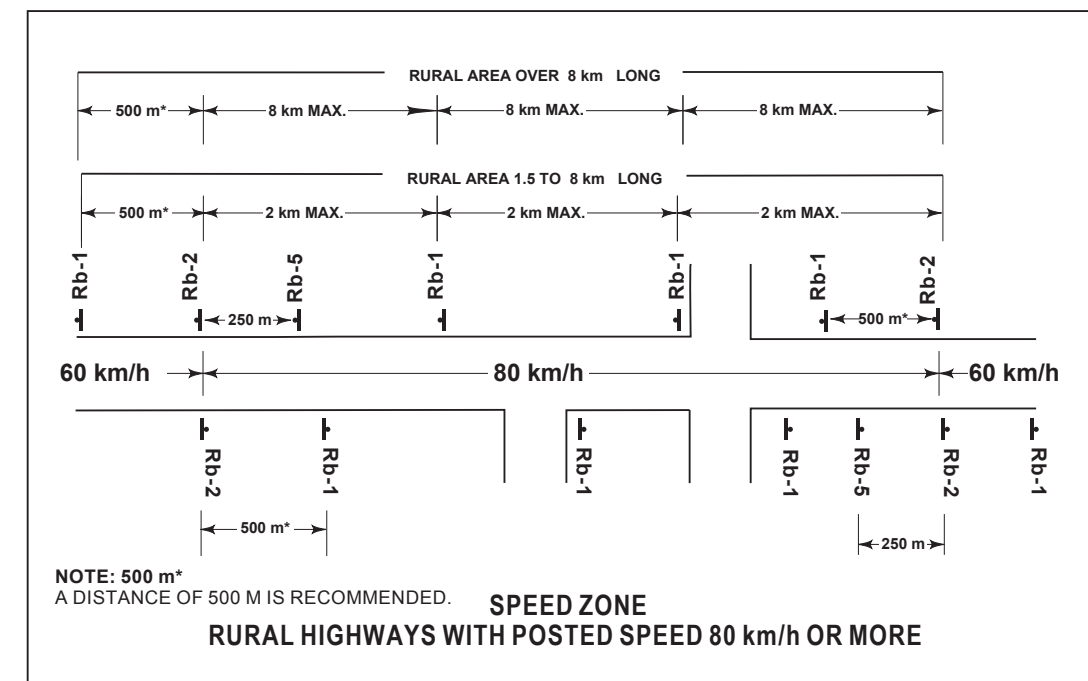 RURAL AREA OVER 8 km LONG
500 m* 8 km MAX. 8 km MAX. 8 km MAX.
RURAL AREA 1.5 TO 8 km LONG
500 m* 2 km MAX. 2 km MAX. 2 km MAX.
Rb-1 Rb-2 Rb-5 Rb-1 Rb-1 Rb-1 Rb-2
250 m 500 m*
60 km/h 80 km/h 60 km/h
Rb-2 Rb-1 Rb-1 Rb-1 Rb-5 Rb-2 Rb-1
500 m* 250 m
NOTE: 500 m*
A DISTANCE OF 500 M IS RECOMMENDED.
SPEED ZONE
RURAL HIGHWAYS WITH POSTED SPEED 80 km/h OR MORE